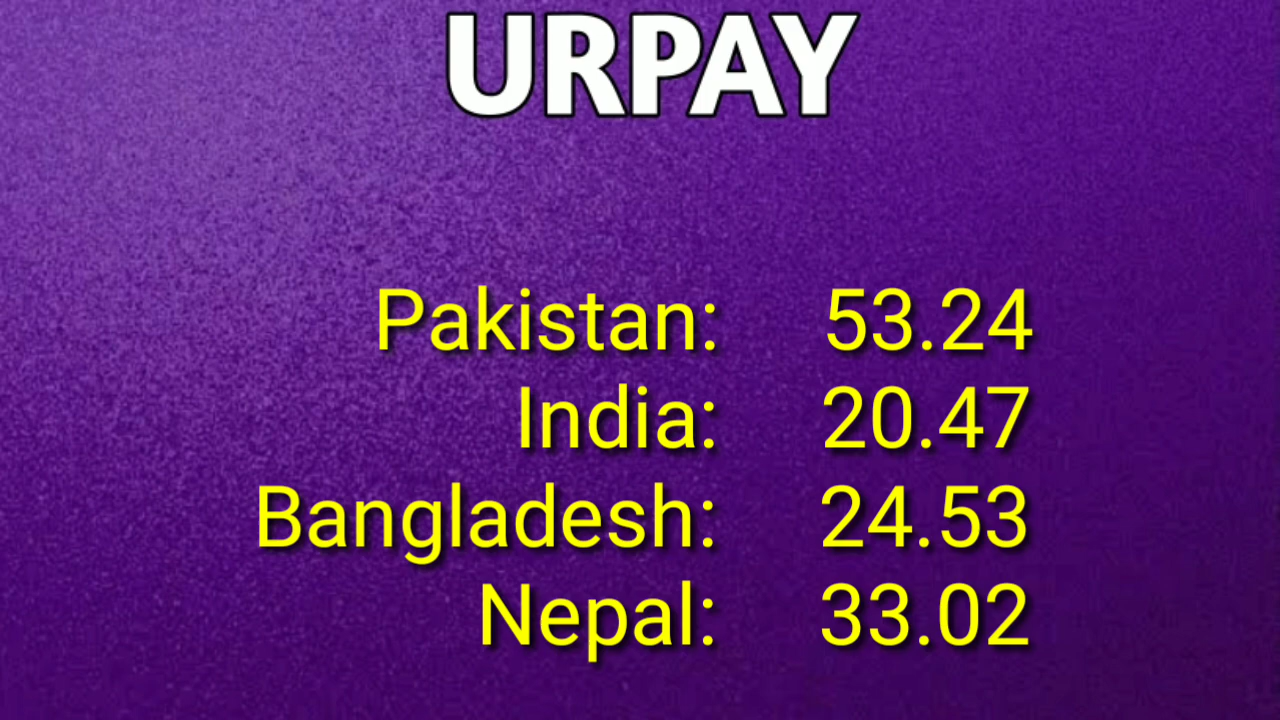 URPAY
Pakistan: 53.24
India: 20.47
Bangladesh: 24.53
Nepal: 33.02